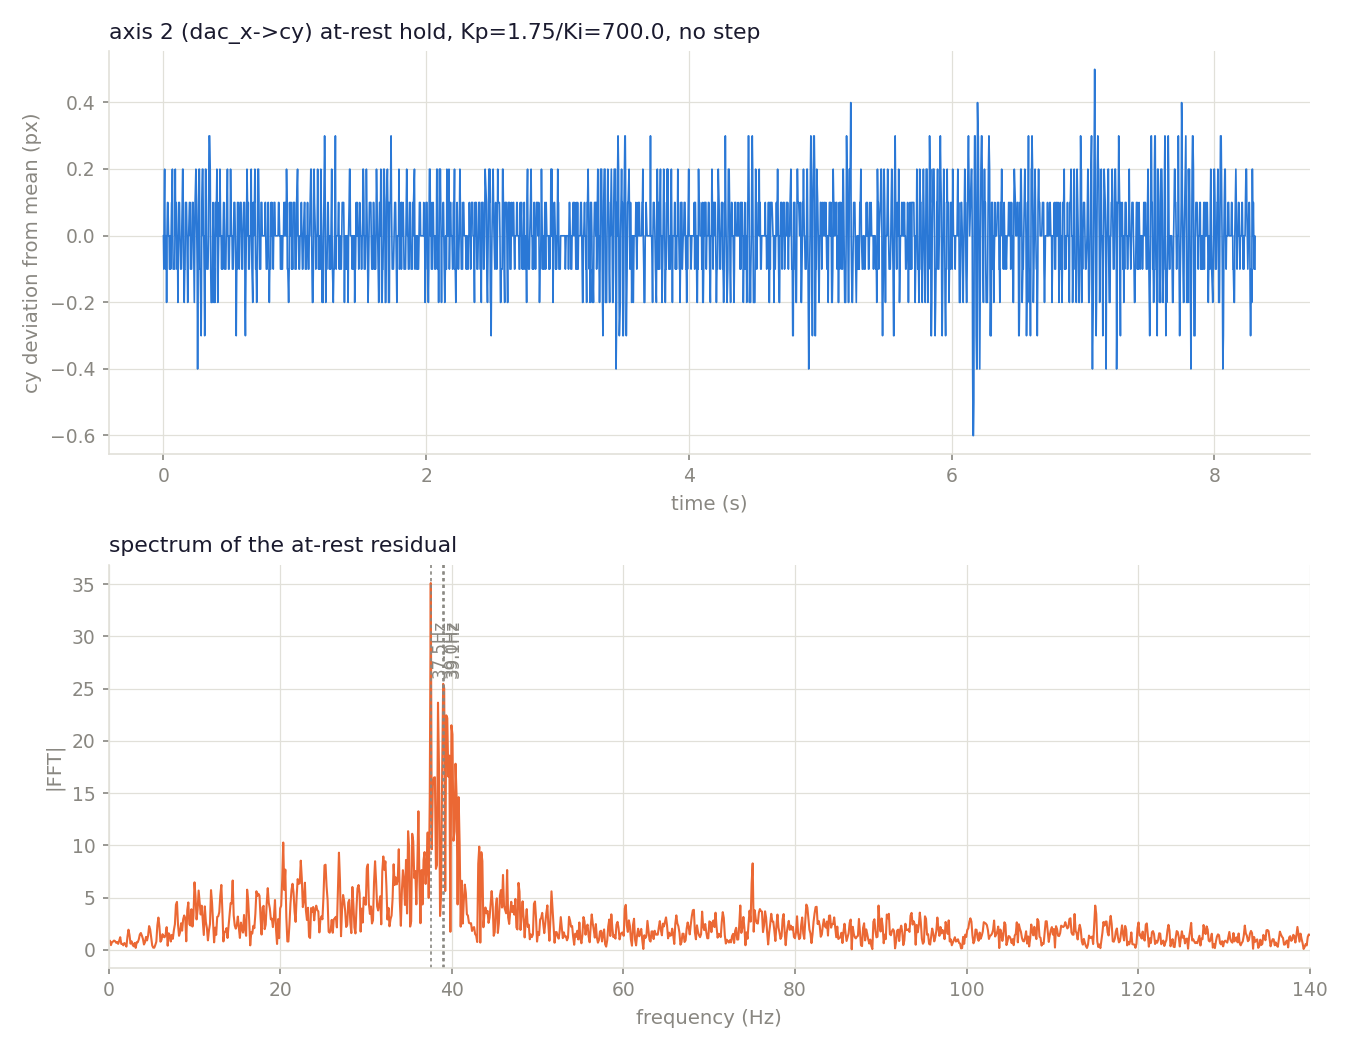 axis 2 (dac_x->cy) at-rest hold, Kp=1.75/Ki=700.0, no step
cy deviation from mean (px)
0.4
0.2
0.0
−0.2
−0.4
−0.6
0 2 4 6 8
time (s)
spectrum of the at-rest residual
|FFT|
35
30
25
20
15
10
5
0
37.5Hz
0 20 40 60 80 100 120 140
frequency (Hz)